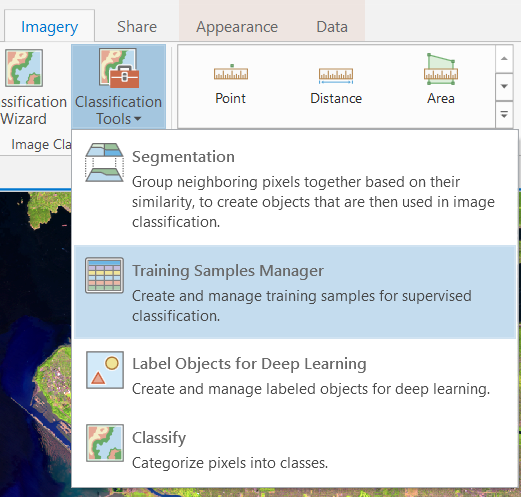 Imagery Share Appearance Data
ssification
Wizard
Classification
Tools
Point Distance Area
Image Cla
Segmentation
Group neighboring pixels together based on their
similarity, to create objects that are then used in image
classification.
Training Samples Manager
Create and manage training samples for supervised
classification.
Label Objects for Deep Learning
Create and manage labeled objects for deep learning.
Classify
Categorize pixels into classes.